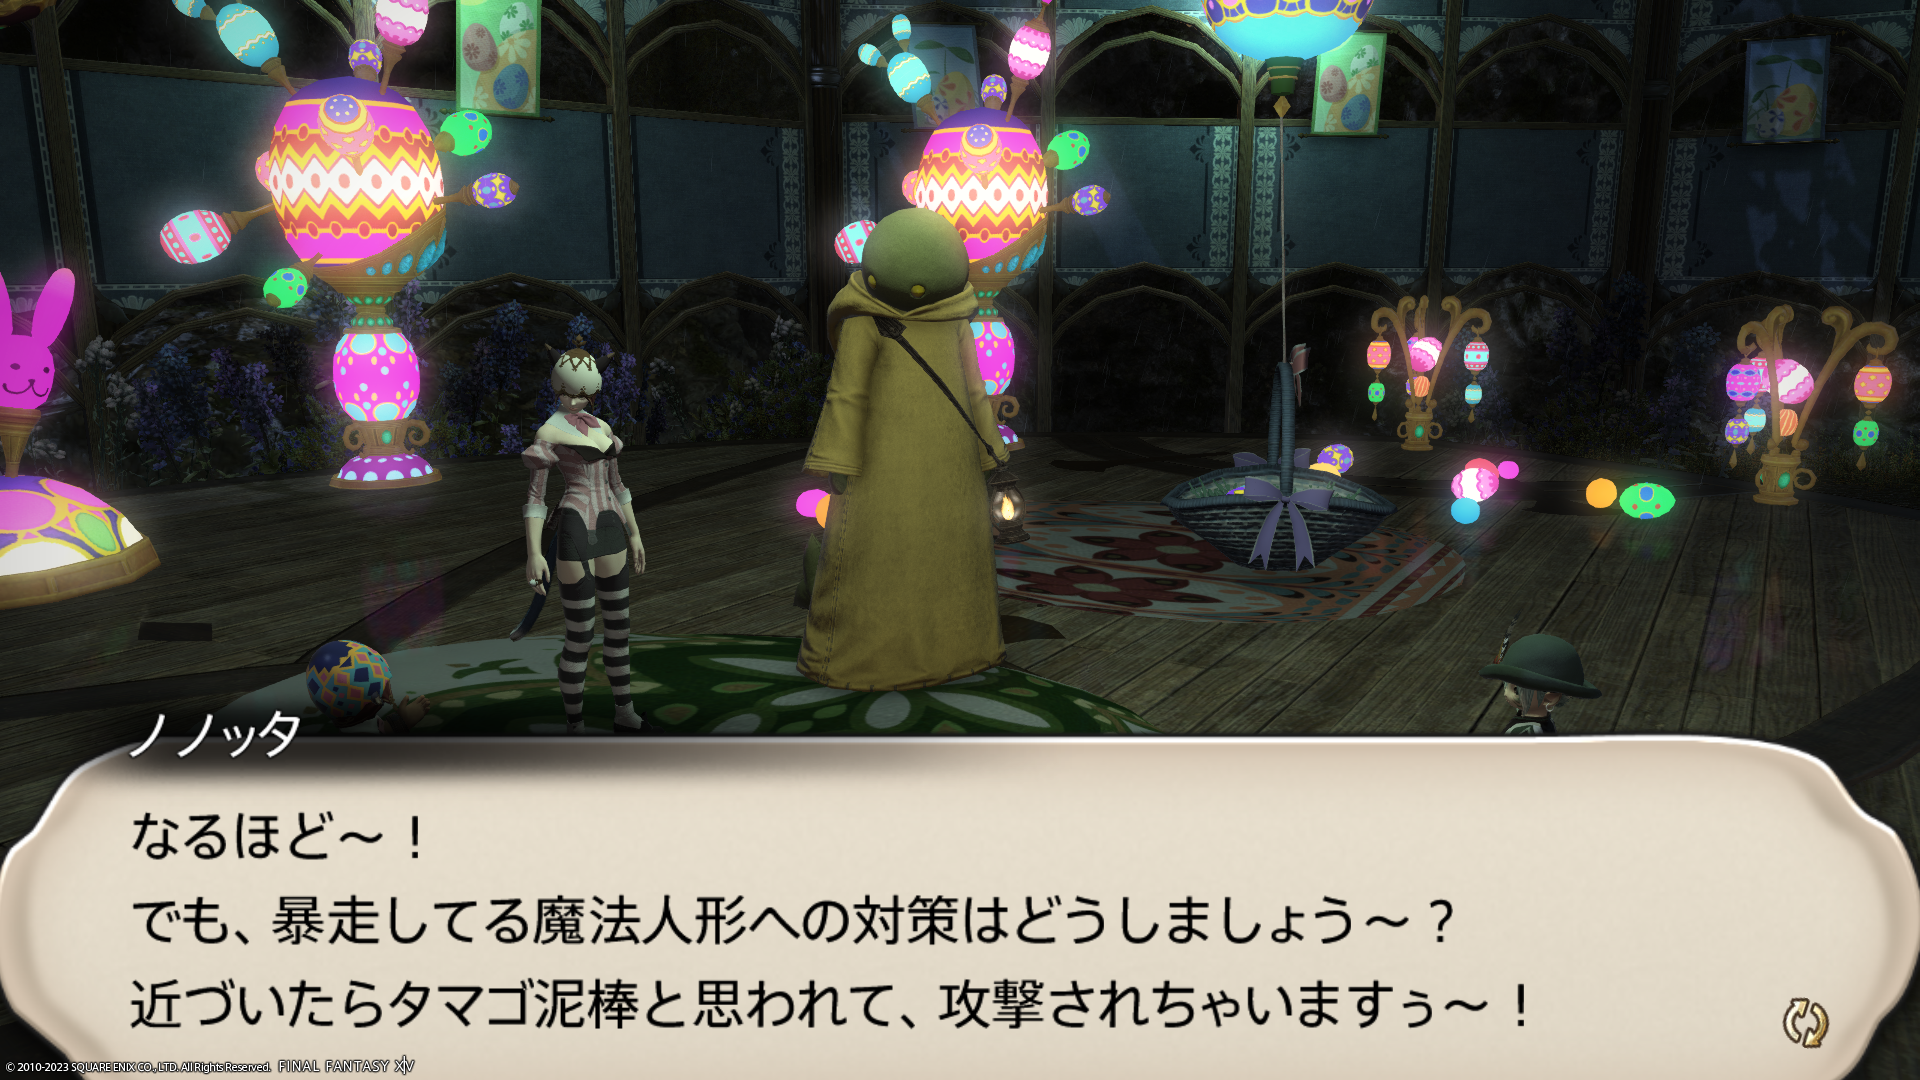 ノノッタ
なるほど～！
でも、暴走してる魔法人形への対策はどうしましょう～？
近づいたらタマゴ泥棒と思われて、攻撃されちゃいますぅ～！
© 2010-2023 SQUARE ENIX CO., LTD. All Rights Reserved. FINAL FANTASY XIV